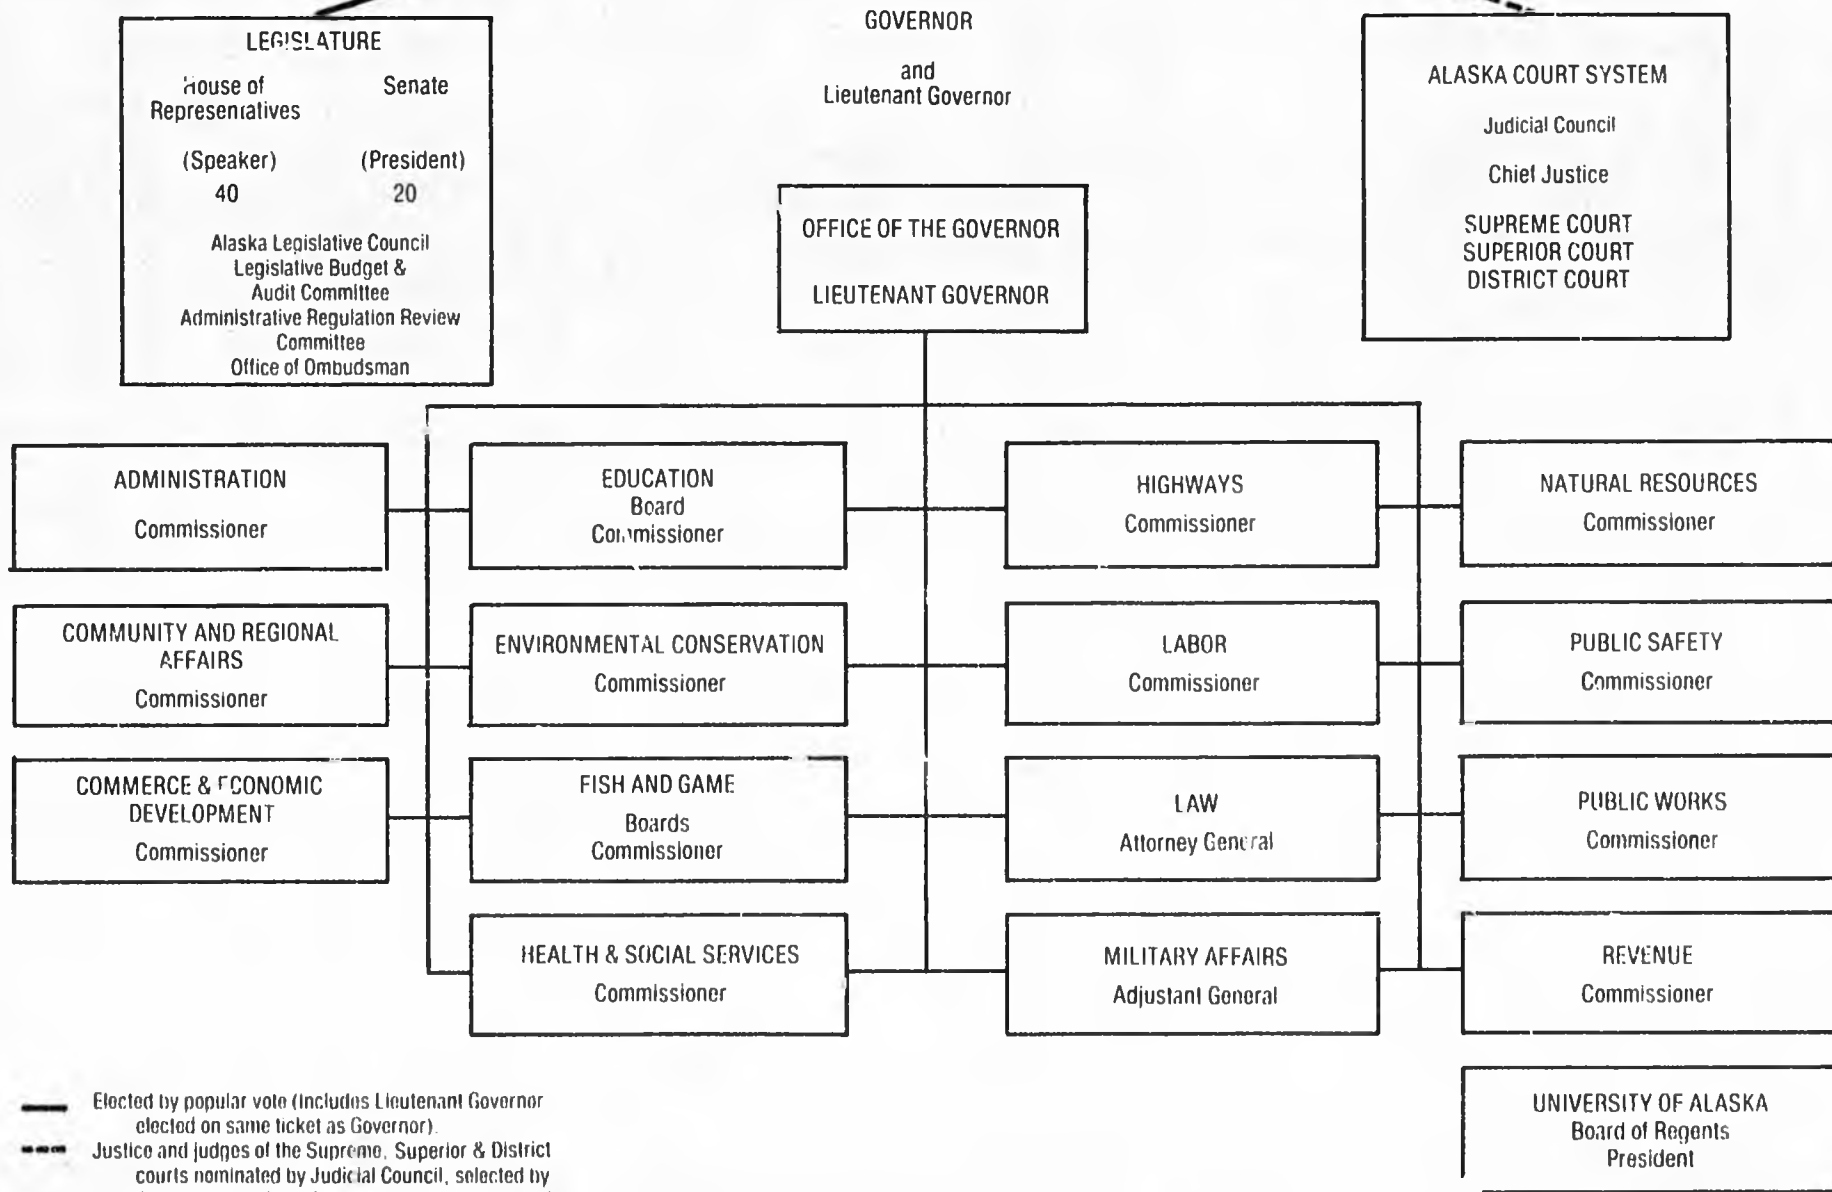 LEGISLATURE
House of Representatives
Senate
(Speaker)
(President)
40
20
Alaska Legislative Council
Legislative Budget &
Audit Committee
Administrative Regulation Review
Committee
Office of Ombudsman
GOVERNOR
and
Lieutenant Governor
OFFICE OF THE GOVERNOR
LIEUTENANT GOVERNOR
ALASKA COURT SYSTEM
Judicial Council
Chief Justice
SUPREME COURT
SUPERIOR COURT
DISTRICT COURT
ADMINISTRATION
Commissioner
EDUCATION
Board
Commissioner
HIGHWAYS
Commissioner
NATURAL RESOURCES
Commissioner
COMMUNITY AND REGIONAL
AFFAIRS
Commissioner
ENVIRONMENTAL CONSERVATION
Commissioner
LABOR
Commissioner
PUBLIC SAFETY
Commissioner
COMMERCE & ECONOMIC
DEVELOPMENT
Commissioner
FISH AND GAME
Boards
Commissioner
LAW
Attorney General
PUBLIC WORKS
Commissioner
HEALTH & SOCIAL SERVICES
Commissioner
MILITARY AFFAIRS
Adjustant General
REVENUE
Commissioner
UNIVERSITY OF ALASKA
Board of Regents
President
Elected by popular vote (Includes Lieutenant Governor
elected on same ticket as Governor).
Justice and judges of the Supreme, Superior & District
courts nominated by Judicial Council, selected by